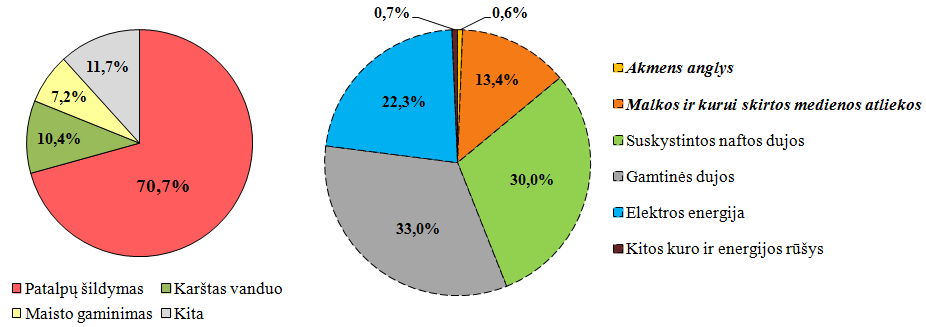 11,7%
7,2%
10,4%
70,7%
Patalpų šildymas
Karštas vanduo
Maisto gaminimas
Kita
0,7%
0,6%
13,4%
22,3%
30,0%
33,0%
Akmens anglys
Malkos ir kurui skirtos medienos atliekos
Suskystintos naftos dujos
Gamtinės dujos
Elektros energija
Kitos kuro ir energijos rūšys